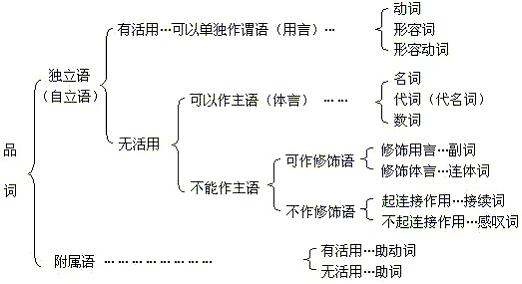 动词
有活用…可以单独作谓语（用言）…
形容词
形容动词
独立语
（自立语）
名词
可以作主语（体言） ……
代词（代名词）
数词
无活用
品词
修饰用言…副词
可作修饰语
修饰体言…连体词
不能作主语
起连接作用…接续词
不作修饰语
不起连接作用…感叹词
有活用…助动词
附属语 ……………………
无活用…助词